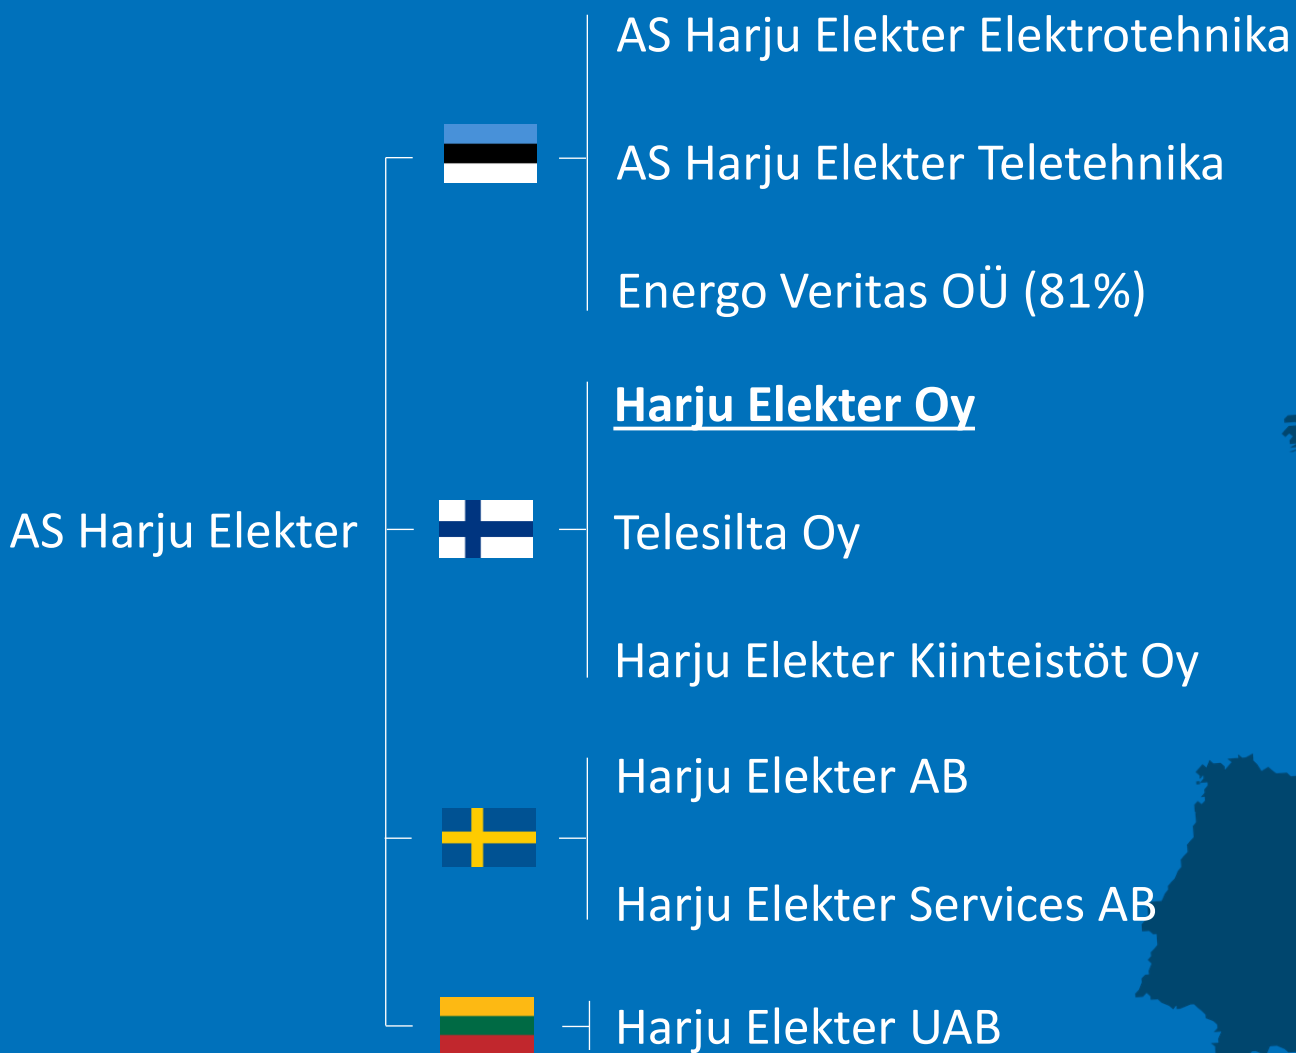 AS Harju Elekter
AS Harju Elekter Elektrotehnika
AS Harju Elekter Teletehnika
Energo Veritas OÜ (81%)
Harju Elekter Oy
Telesilta Oy
Harju Elekter Kiinteistöt Oy
Harju Elekter AB
Harju Elekter Services AB
Harju Elekter UAB